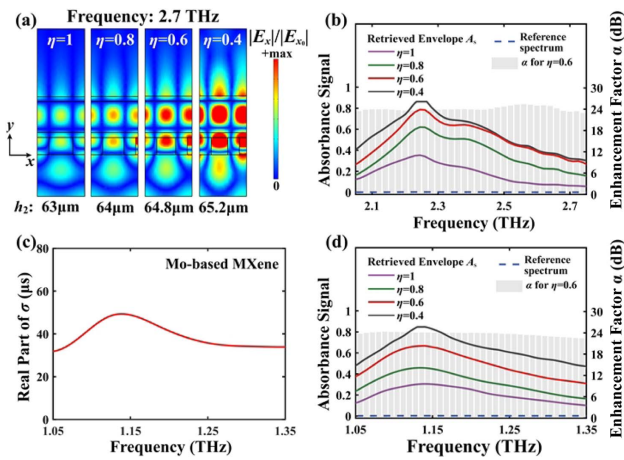 (a)
Frequency: 2.7 THz
η=1 η=0.8 η=0.6 η=0.4
|Eₓ|/|Eₓ₀|
+max
0
y
x
h₂: 63μm 64μm 64.8μm 65.2μm
(b)
Retrieved Envelope Aₛ
η=1
η=0.8
η=0.6
η=0.4
Reference
spectrum
α for η=0.6
Absorbance Signal
1
0.8
0.6
0.4
0.2
0
Enhancement Factor α (dB)
30
24
18
12
6
0
2.1 2.3 2.5 2.7
Frequency (THz)
(c)
Mo-based MXene
Real Part of σ (μs)
80
60
40
20
0
1.05 1.15 1.25 1.35
Frequency (THz)
(d)
Retrieved Envelope Aₛ
η=1
η=0.8
η=0.6
η=0.4
Reference
spectrum
α for η=0.6
Absorbance Signal
1
0.8
0.6
0.4
0.2
0
Enhancement Factor α (dB)
30
24
18
12
6
0
1.05 1.15 1.25 1.35
Frequency (THz)